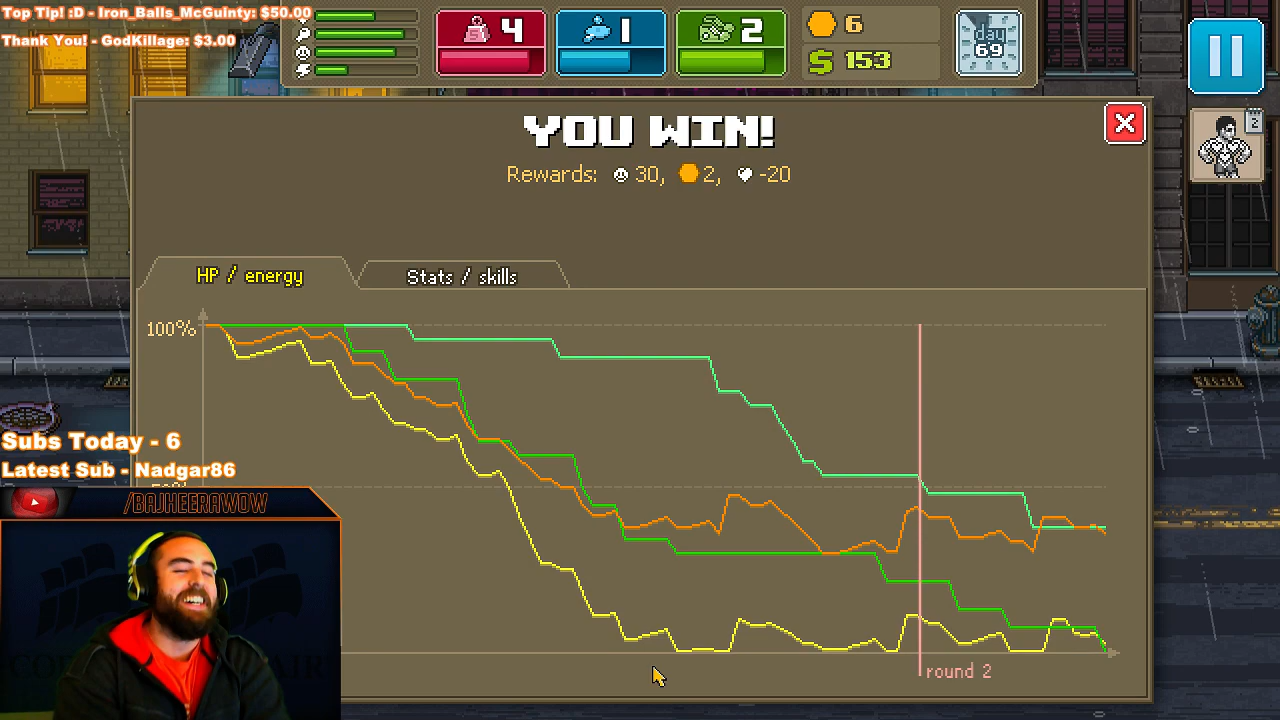 Top Tip! :D - Iron_Balls_McGuinty: $50.00
Thank You! - GodKillage: $3.00
4
1
2
6
$ 153
day
69
2
YOU WIN!
Rewards: 30, 2, -20
HP / energy
Stats / skills
100%
Subs Today - 6
Latest Sub - Nadgar86
/BAJHEERAWOW
round 2